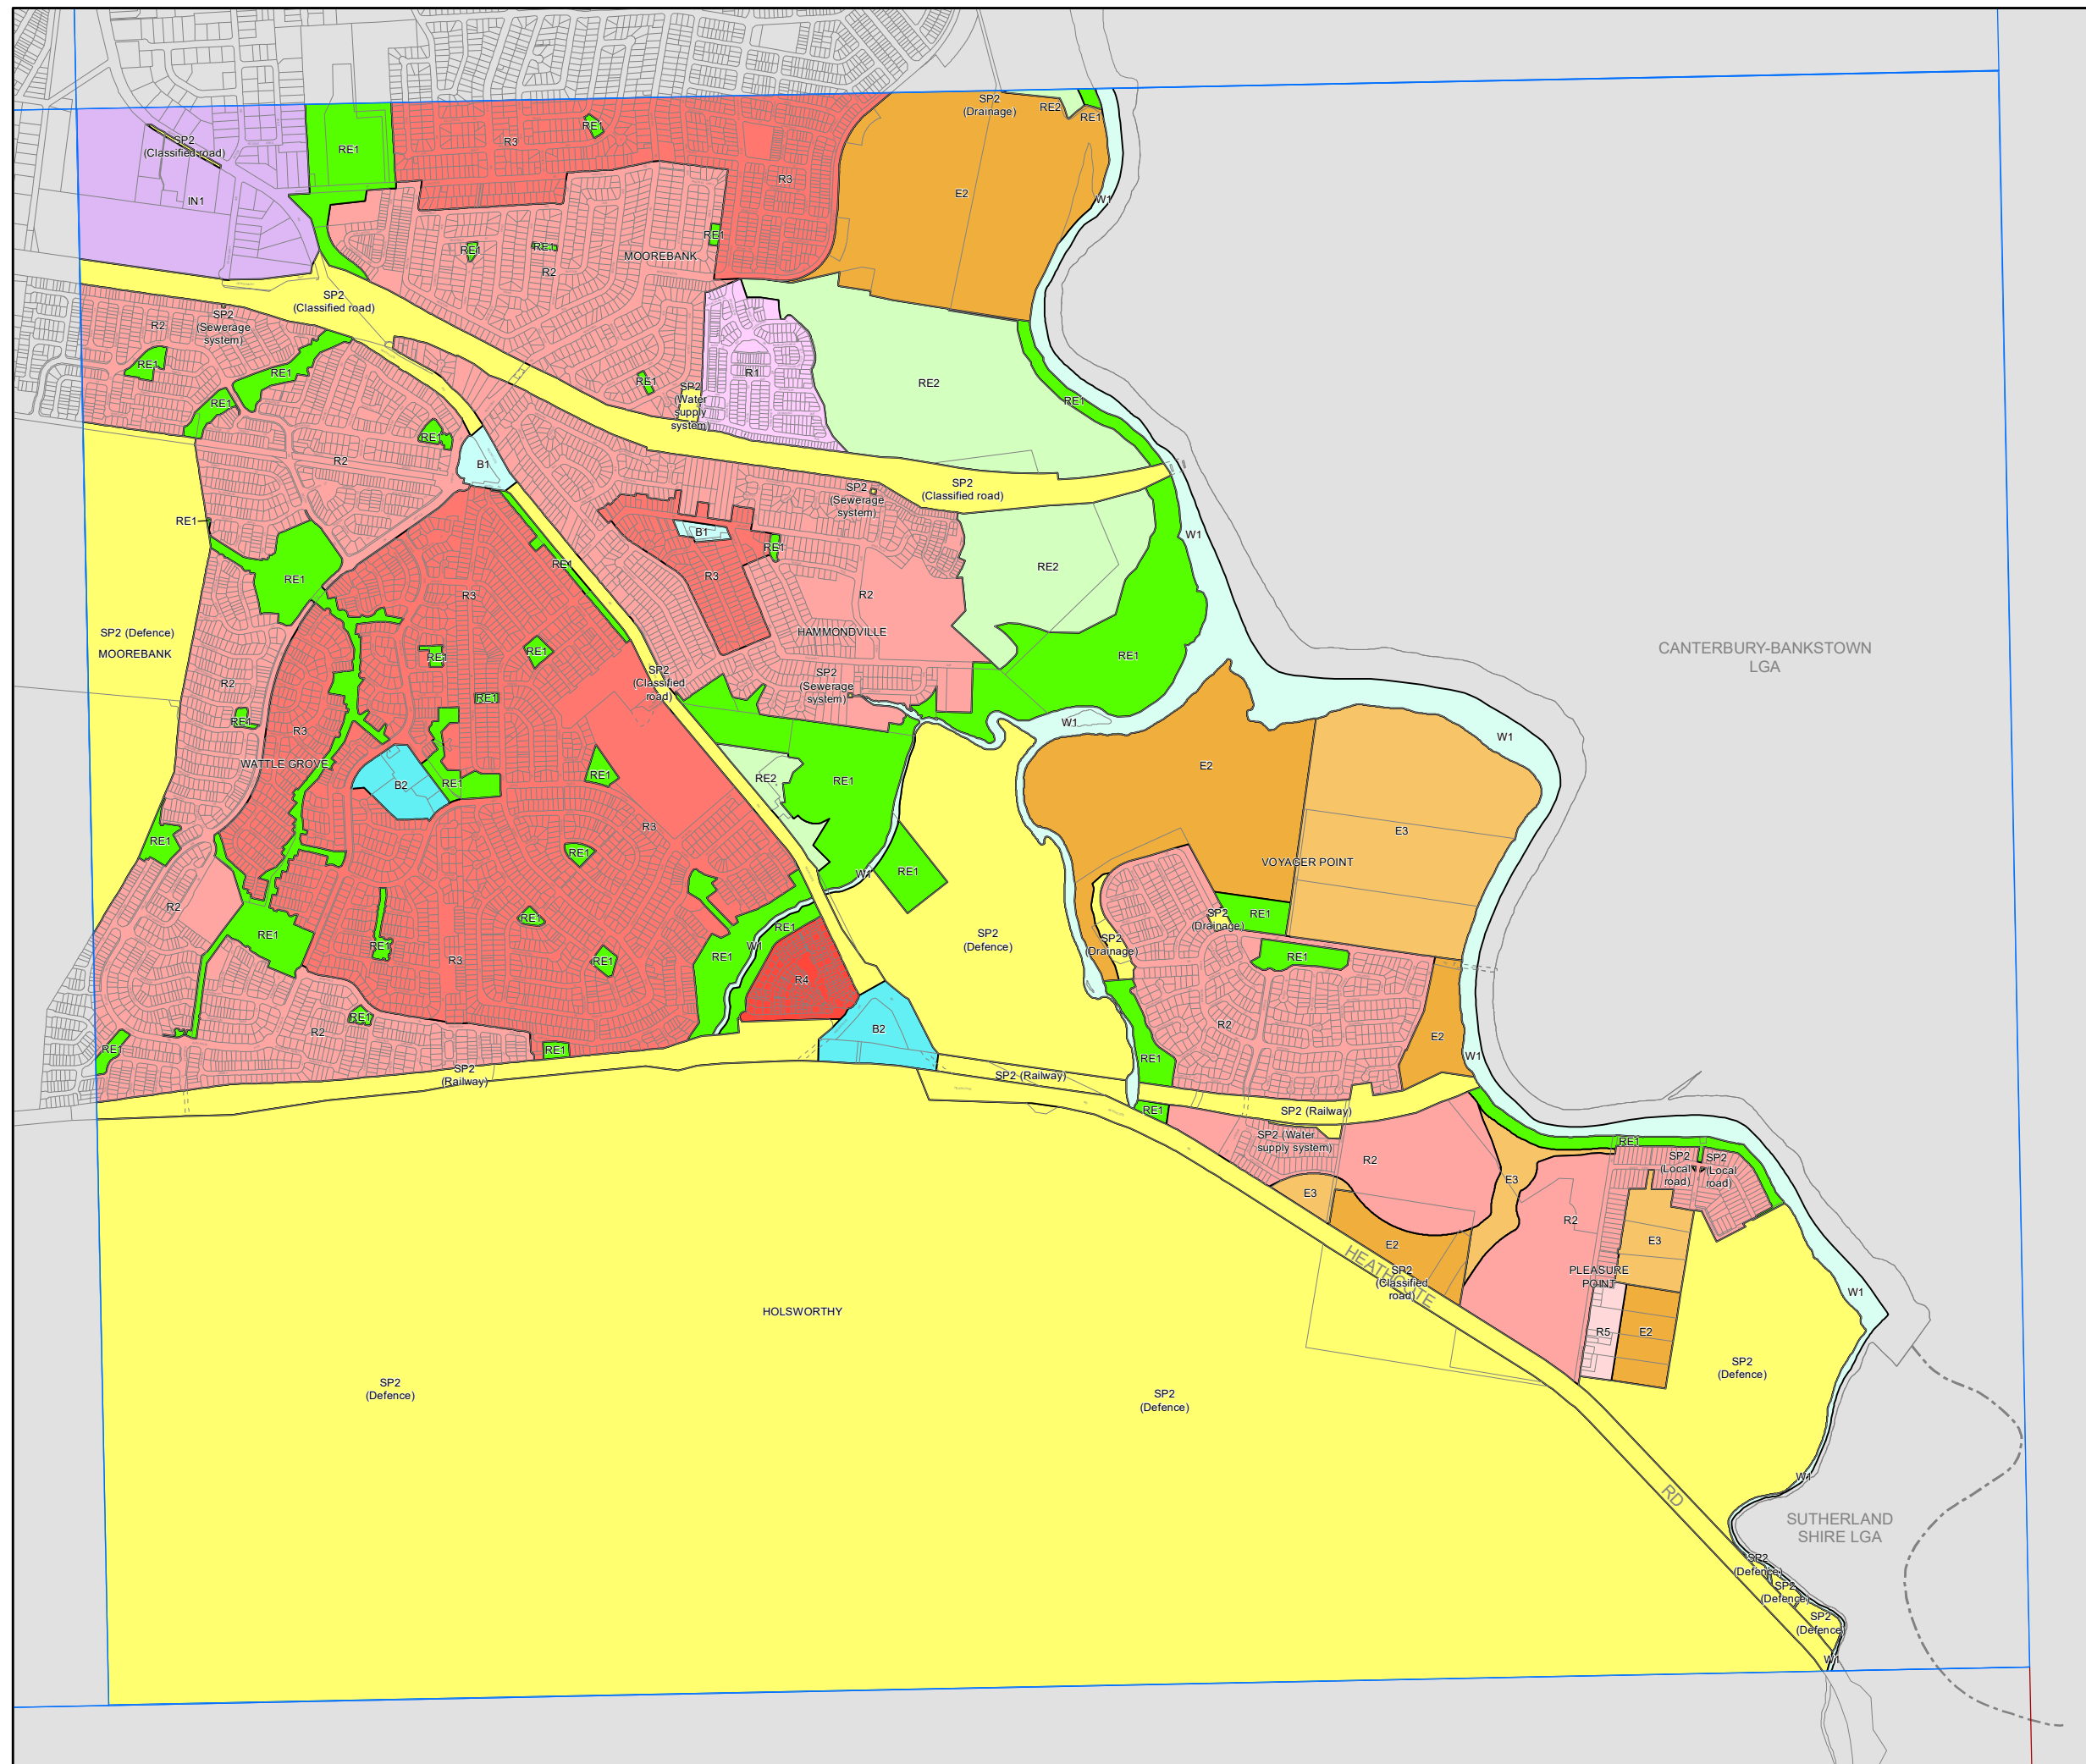 SP2
(Drainage)
RE2
RE1
RE1
SP2
(Classified road)
RE1
R3
R3
IN1
E2
W1
RE1
RE1
RE1
MOOREBANK
R2
SP2
(Classified road)
SP2
(Sewerage
system)
R2
RE1
RE1
RE1
RE1
SP2
(Water
supply
system)
R1
RE2
RE1
RE1
R2
B1
SP2
(Classified road)
SP2
(Sewerage
system)
RE1
B1
RE1
W1
RE1
RE1
R3
RE2
R3
R2
SP2 (Defence)
MOOREBANK
HAMMONDVILLE
RE1
RE1
RE1
CANTERBURY-BANKSTOWN
LGA
R2
SP2
(Classified
road)
SP2
(Sewerage
system)
RE1
RE1
R3
W1
W1
WATTLE GROVE
B2
RE1
RE1
RE2
RE1
E2
R3
E3
RE1
RE1
VOYAGER POINT
W1
RE1
R2
RE1
RE1
RE1
RE1
SP2
(Drainage)
RE1
RE1
W1
SP2
(Defence)
SP2
(Drainage)
R3
RE1
RE1
RE1
R4
R2
RE1
B2
R2
E2
RE1
RE1
RE1
W1
SP2
(Railway)
SP2 (Railway)
RE1
SP2 (Railway)
SP2 (Water
supply system)
R2
RE1
SP2
(Local
road)
SP2
(Local
road)
E3
E3
R2
E3
E2
HEATHCOTE
SP2
(Classified
road)
PLEASURE
POINT
W1
HOLSWORTHY
R5
E2
SP2
(Defence)
SP2
(Defence)
SP2
(Defence)
W1
RD
SUTHERLAND
SHIRE LGA
SP2
(Defence)
SP2
(Defence)
SP2
(Defence
W1